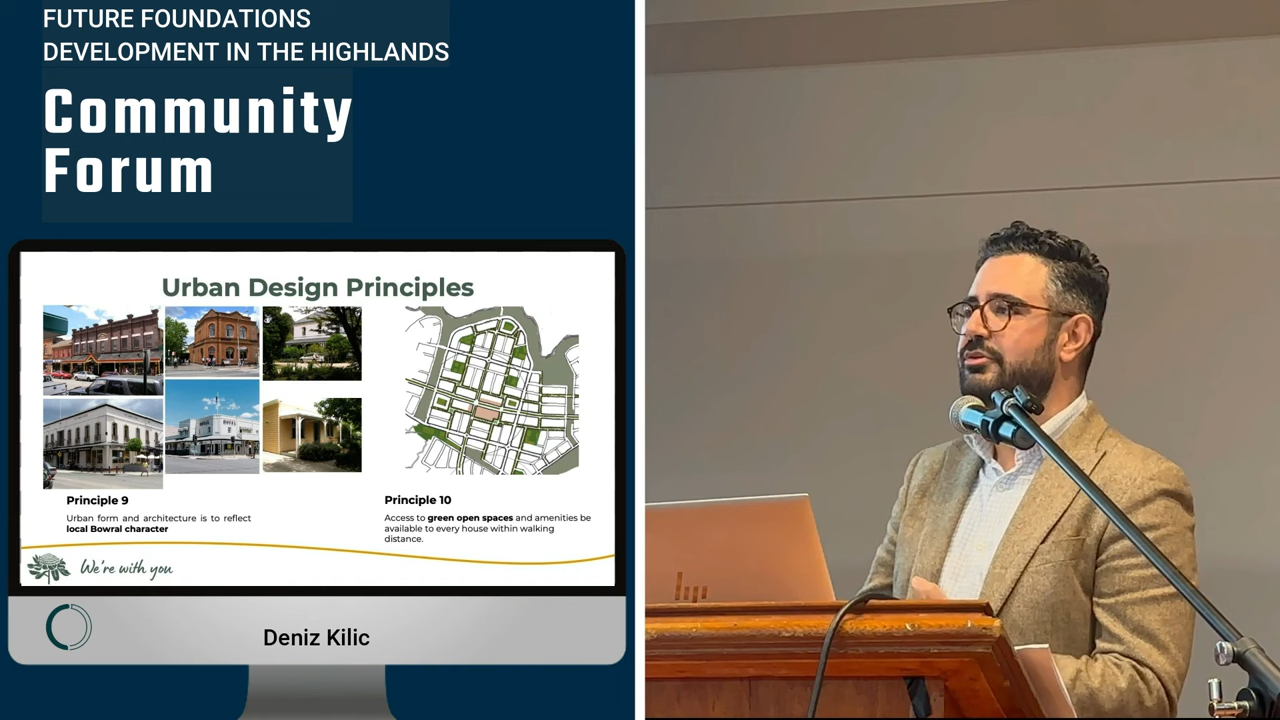 FUTURE FOUNDATIONS
DEVELOPMENT IN THE HIGHLANDS
Community
Forum
Urban Design Principles
Principle 9
Urban form and architecture is to reflect
local Bowral character
Principle 10
Access to green open spaces and amenities be
available to every house within walking
distance.
We're with you
Deniz Kilic
hp